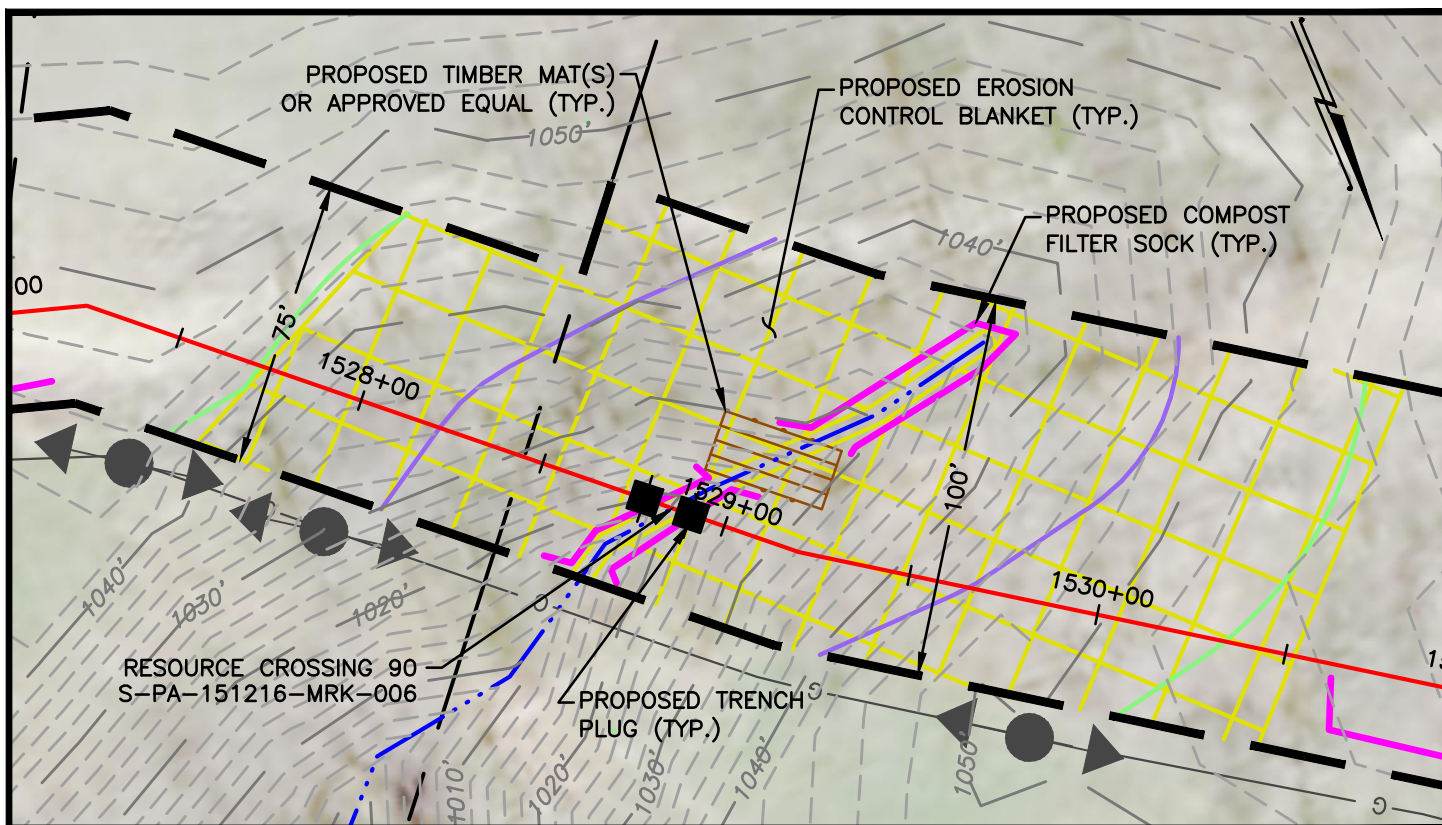 PROPOSED TIMBER MAT(S)
OR APPROVED EQUAL (TYP.)
PROPOSED EROSION
CONTROL BLANKET (TYP.)
1050'
PROPOSED COMPOST
FILTER SOCK (TYP.)
1040'
00
75'
1528+00
100'
1529+00
1530+00
1040'
1030'
1020'
G
G
RESOURCE CROSSING 90
S-PA-151216-MRK-006
PROPOSED TRENCH
PLUG (TYP.)
G
1010'
1020'
1030'
1040'
1050'
G